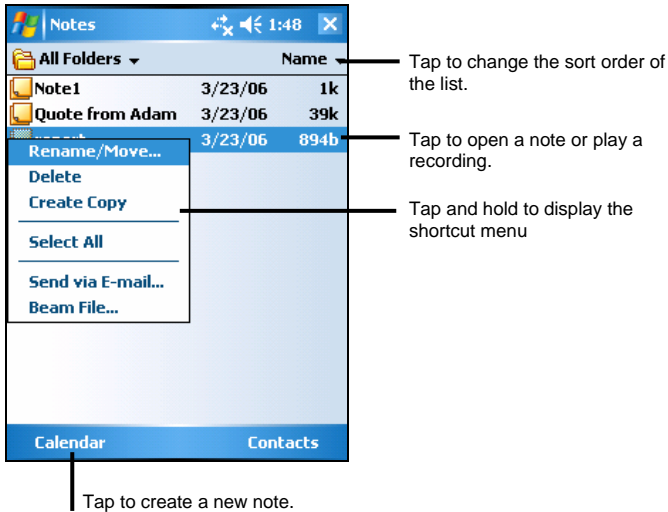 Notes 1:48
All Folders Name
Note1 3/23/06 1k
Quote from Adam 3/23/06 39k
report 3/23/06 894b
Rename/Move...
Delete
Create Copy
Select All
Send via E-mail...
Beam File...
Calendar Contacts
Tap to change the sort order of
the list.
Tap to open a note or play a
recording.
Tap and hold to display the
shortcut menu
Tap to create a new note.